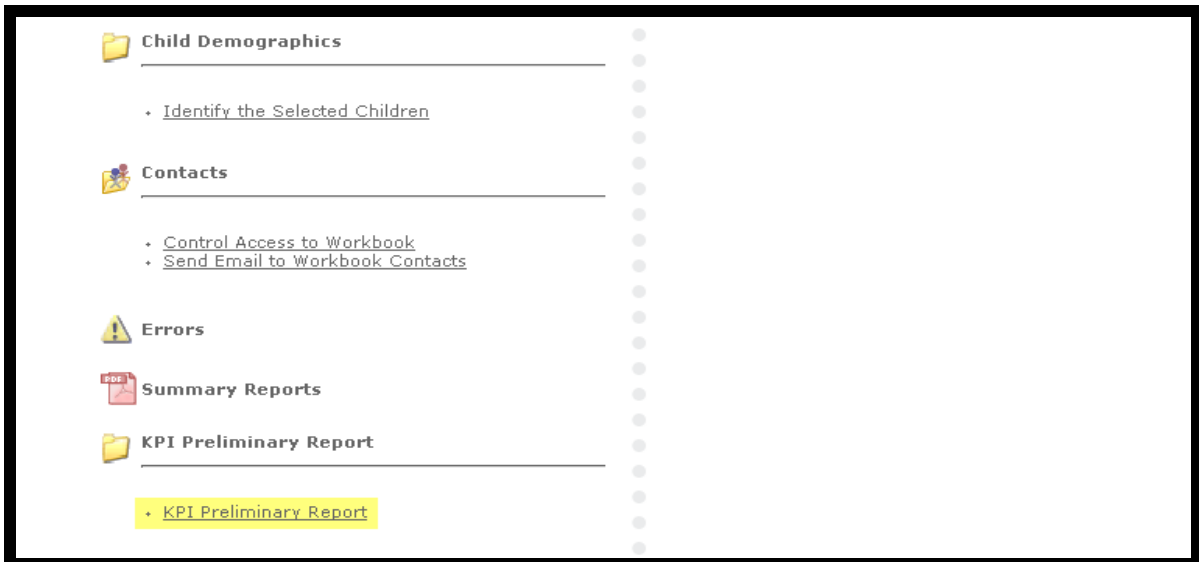 Child Demographics
Identify the Selected Children
Contacts
Control Access to Workbook
Send Email to Workbook Contacts
Errors
PDF
Summary Reports
KPI Preliminary Report
KPI Preliminary Report